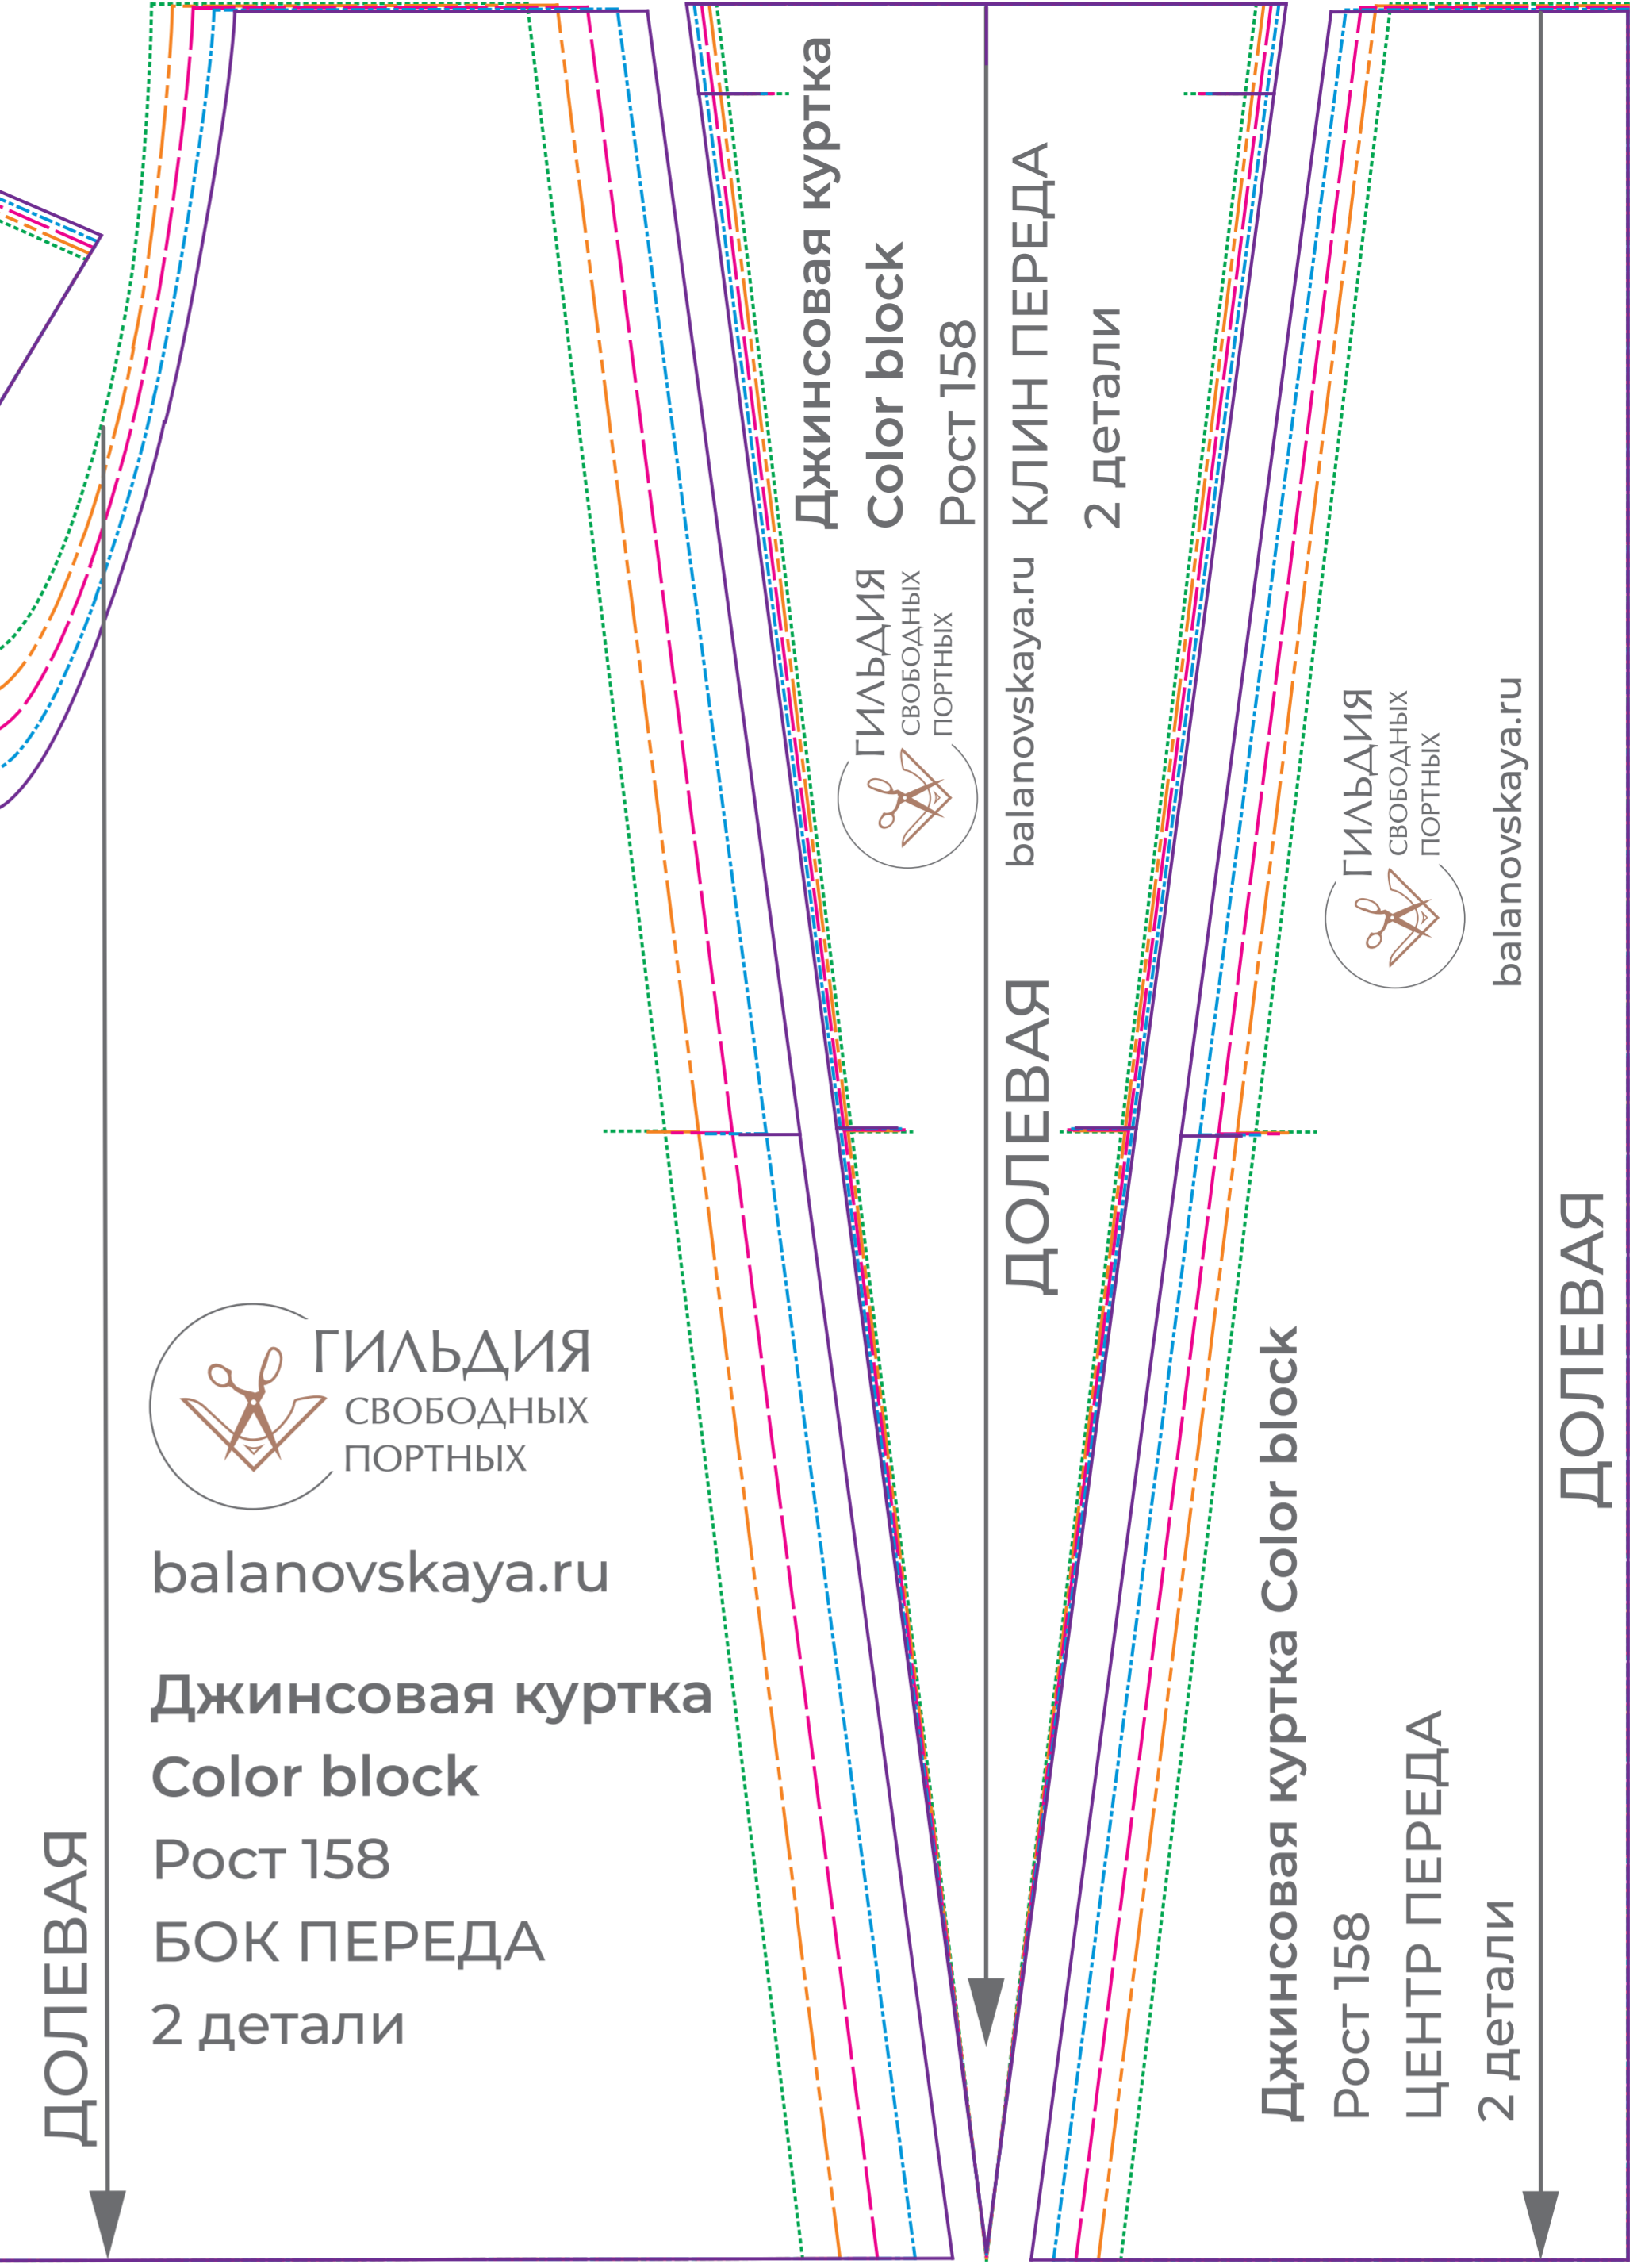 ГИЛЬДИЯ
СВОБОДНЫХ
ПОРТНЫХ
balanovskaya.ru
Джинсовая куртка
Color block
Рост 158
БОК ПЕРЕДА
2 детали
ДОЛЕВАЯ
Джинсовая куртка
Color block
Рост 158
КЛИН ПЕРЕДА
2 детали
ГИЛЬДИЯ
СВОБОДНЫХ
ПОРТНЫХ
balanovskaya.ru
ДОЛЕВАЯ
ГИЛЬДИЯ
СВОБОДНЫХ
ПОРТНЫХ
balanovskaya.ru
Джинсовая куртка Color block
Рост 158
ЦЕНТР ПЕРЕДА
2 детали
ДОЛЕВАЯ